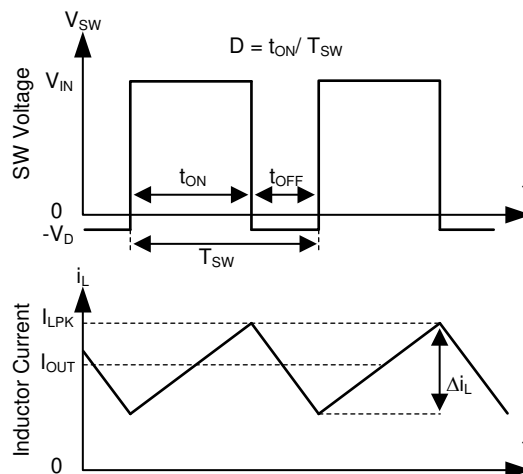 V_SW
D = t_ON/ T_SW
V_IN
SW Voltage
t_ON
t_OFF
0
t
-V_D
T_SW
i_L
I_LPK
I_OUT
Inductor Current
Δi_L
0
t